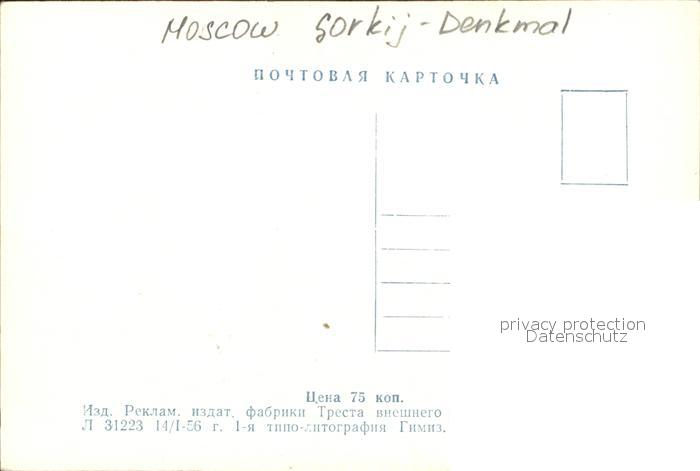 Moscow Gorkij-Denkmal
ПОЧТОВАЯ КАРТОЧКА
privacy protection
Datenschutz
Цена 75 коп.
Изд. Реклам. издат. фабрики Треста внешнего
Л 31223 14/I-56 г. 1-я типо-литография Гимиз.